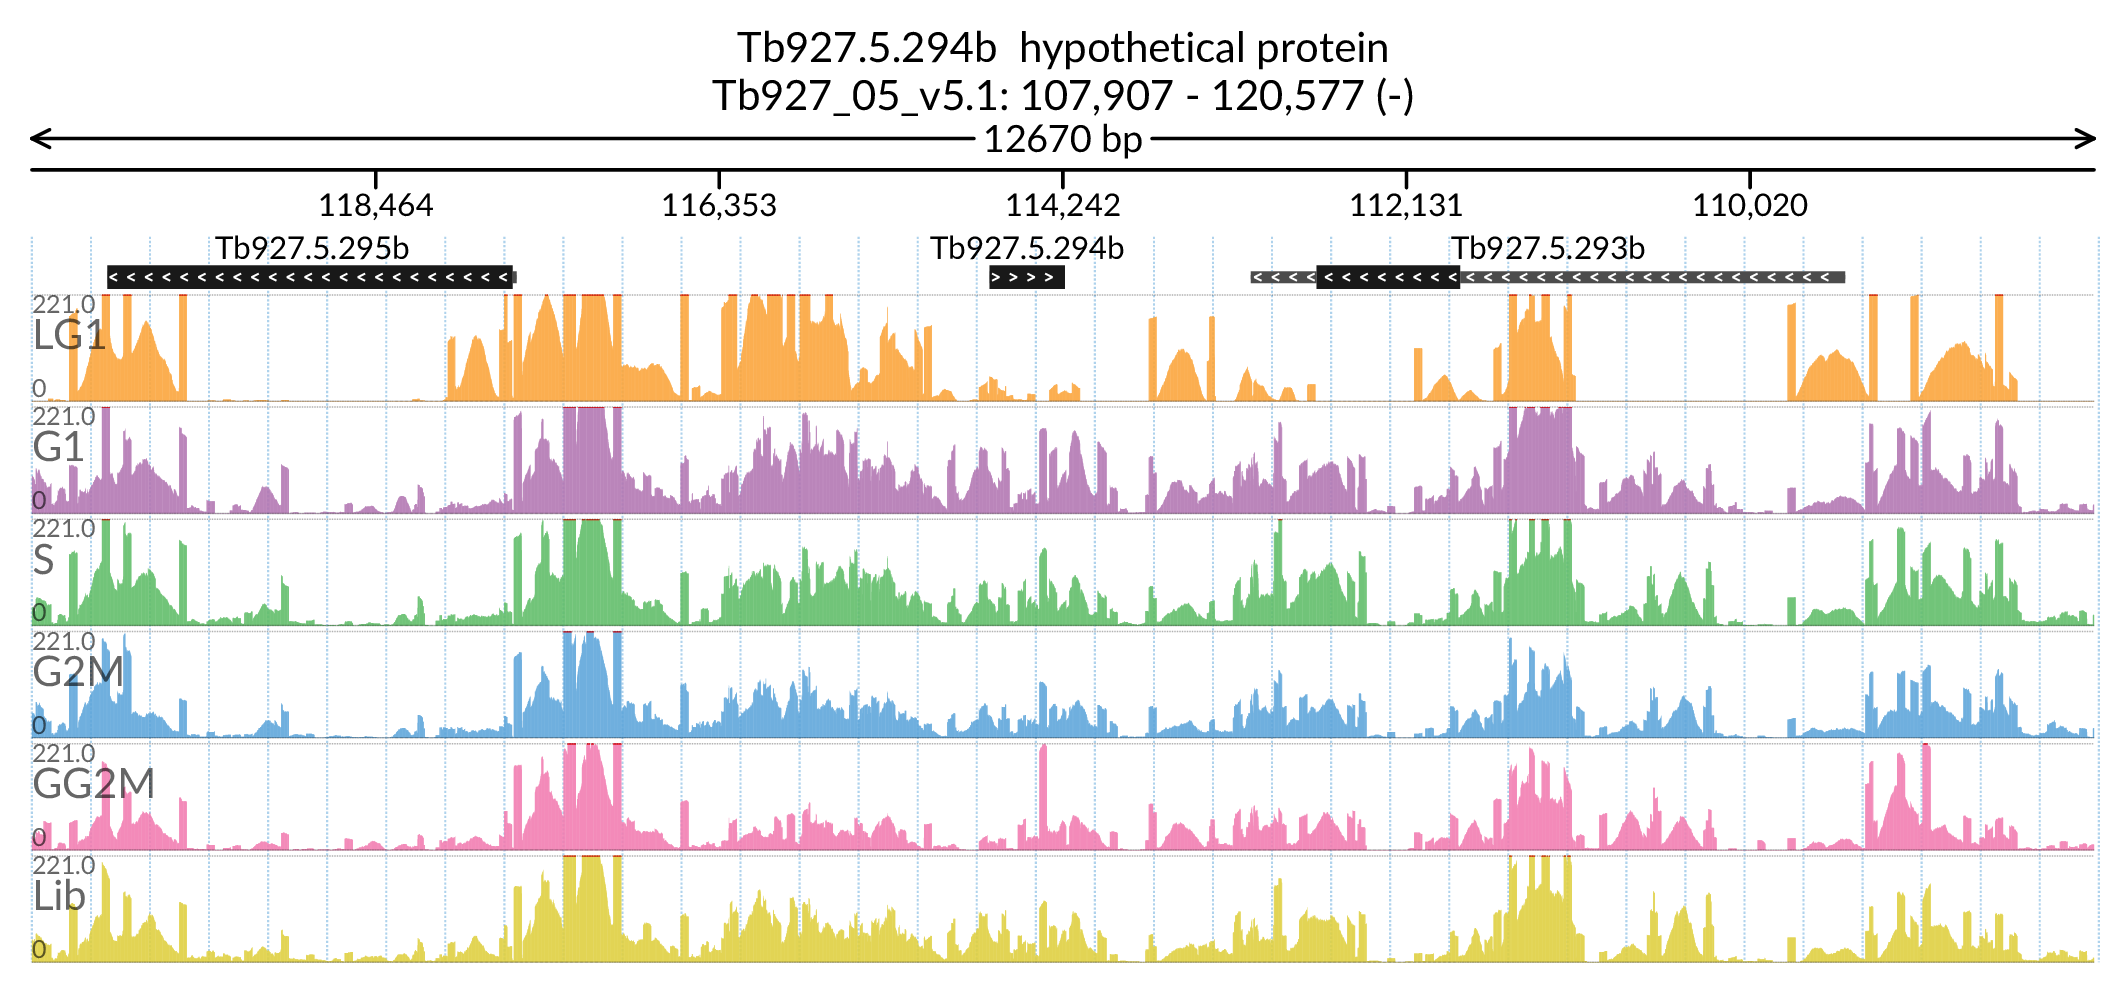 Tb927.5.294b hypothetical protein
Tb927_05_v5.1: 107,907 - 120,577 (-)
12670 bp
118,464 116,353 114,242 112,131 110,020
Tb927.5.295b Tb927.5.294b Tb927.5.293b
221.0
LG1
0
221.0
G1
0
221.0
S
0
221.0
G2M
0
221.0
GG2M
0
221.0
Lib
0